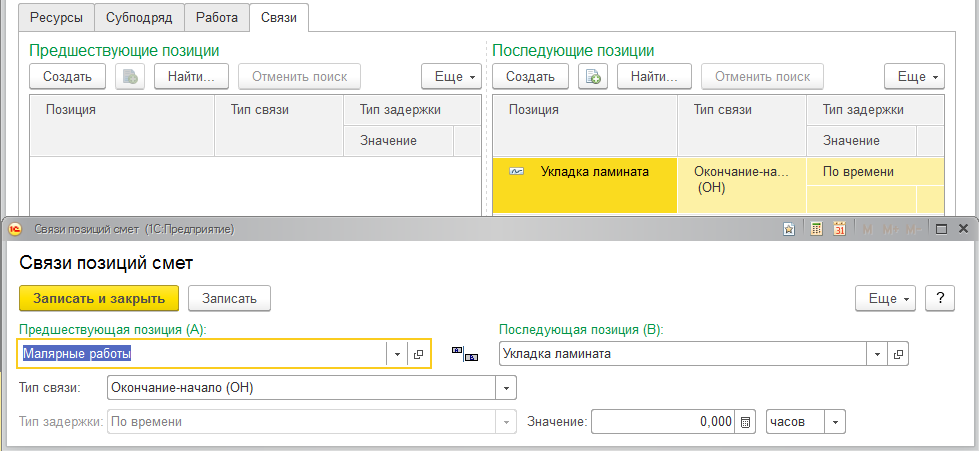 Ресурсы Субподряд Работа Связи
Предшествующие позиции Последующие позиции
Создать Найти... Отменить поиск Еще Создать Найти... Отменить поиск Еще
Позиция Тип связи Тип задержки Позиция Тип связи Тип задержки
Значение Значение
Укладка ламината Окончание-на... По времени
(ОН)
Связи позиций смет (1С:Предприятие) M M+ M-
Связи позиций смет
Записать и закрыть Записать Еще ?
Предшествующая позиция (А): Последующая позиция (В):
Малярные работы Укладка ламината
Тип связи: Окончание-начало (ОН)
Тип задержки: По времени Значение: 0,000 часов